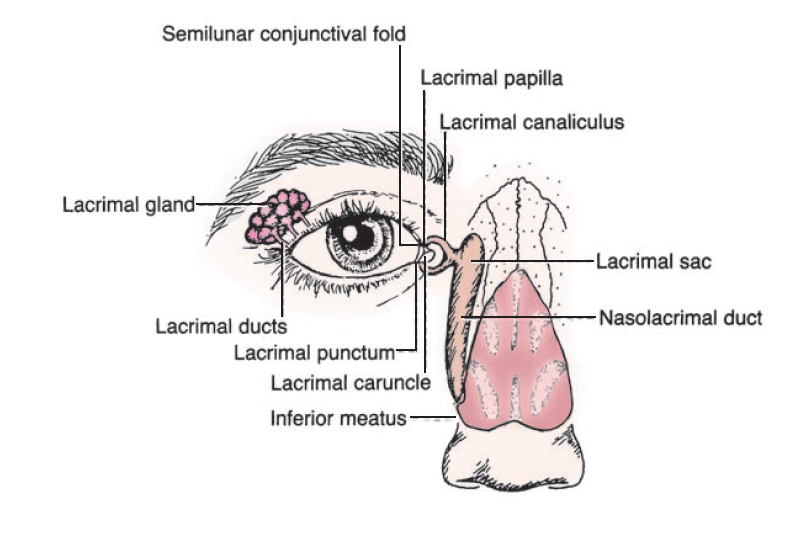 Semilunar conjunctival fold
Lacrimal papilla
Lacrimal canaliculus
Lacrimal gland
Lacrimal sac
Nasolacrimal duct
Lacrimal ducts
Lacrimal punctum
Lacrimal caruncle
Inferior meatus